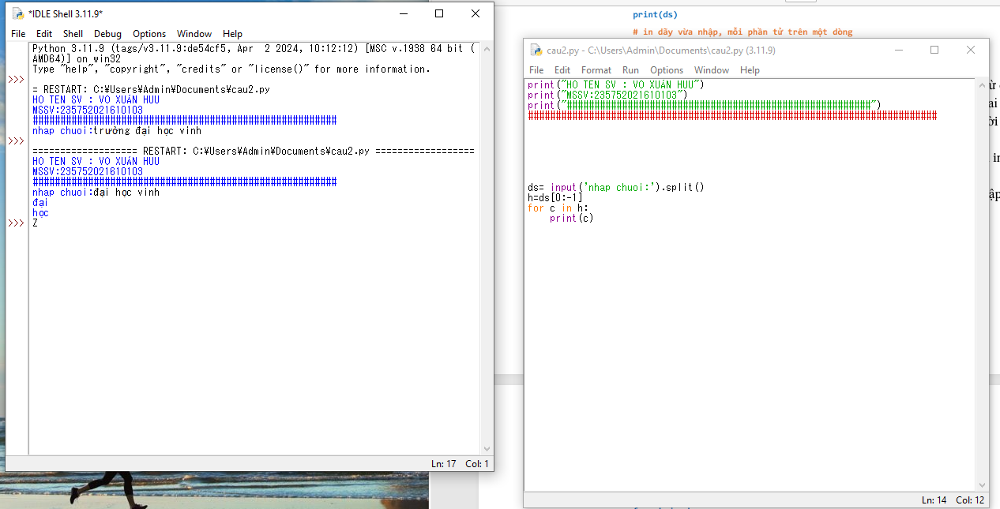 *IDLE Shell 3.11.9*
File Edit Shell Debug Options Window Help
Python 3.11.9 (tags/v3.11.9:de54cf5, Apr  2 2024, 10:12:12) [MSC v.1938 64 bit (
AMD64)] on win32
Type "help", "copyright", "credits" or "license()" for more information.
>>>
= RESTART: C:¥Users¥Admin¥Documents¥cau2.py
HO TEN SV : VO XUÂN HUU
MSSV:235752021610103
#######################################################
nhap chuoi:trường đại học vinh
>>>
=================== RESTART: C:¥Users¥Admin¥Documents¥cau2.py ==================
HO TEN SV : VO XUÂN HUU
MSSV:235752021610103
#######################################################
nhap chuoi:đại học vinh
đại
học
>>> Z
Ln: 17 Col: 1
print(ds)
# in dãy vừa nhập, mỗi phần tử trên một dòng
cau2.py - C:\Users\Admin\Documents\cau2.py (3.11.9)
File Edit Format Run Options Window Help
print("HO TEN SV : VO XUÂN HUU")
print("MSSV:235752021610103")
print("#######################################################")
##########################################################################
ds= input('nhap chuoi:').split()
h=ds[0:-1]
for c in h:
    print(c)
Ln: 14 Col: 12